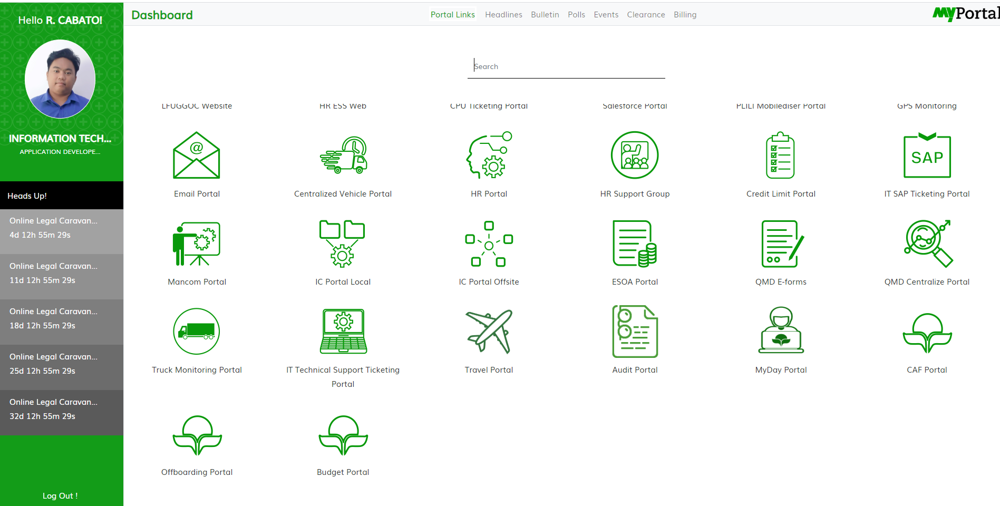 Hello R. CABATO!
INFORMATION TECH...
APPLICATION DEVELOPE...
Heads Up!
Online Legal Caravan...
4d 12h 55m 29s
Online Legal Caravan...
11d 12h 55m 29s
Online Legal Caravan...
18d 12h 55m 29s
Online Legal Caravan...
25d 12h 55m 29s
Online Legal Caravan...
32d 12h 55m 29s
Log Out !
Dashboard
Portal Links Headlines Bulletin Polls Events Clearance Billing
MyPortal
Search
LFUGGOC Website HR ESS Web CPU Ticketing Portal Salesforce Portal PLILI Mobilediser Portal GPS Monitoring
@
SAP
Email Portal Centralized Vehicle Portal HR Portal HR Support Group Credit Limit Portal IT SAP Ticketing Portal
Mancom Portal IC Portal Local IC Portal Offsite ESOA Portal QMD E-forms QMD Centralize Portal
Truck Monitoring Portal IT Technical Support Ticketing Portal Travel Portal Audit Portal MyDay Portal CAF Portal
Offboarding Portal Budget Portal